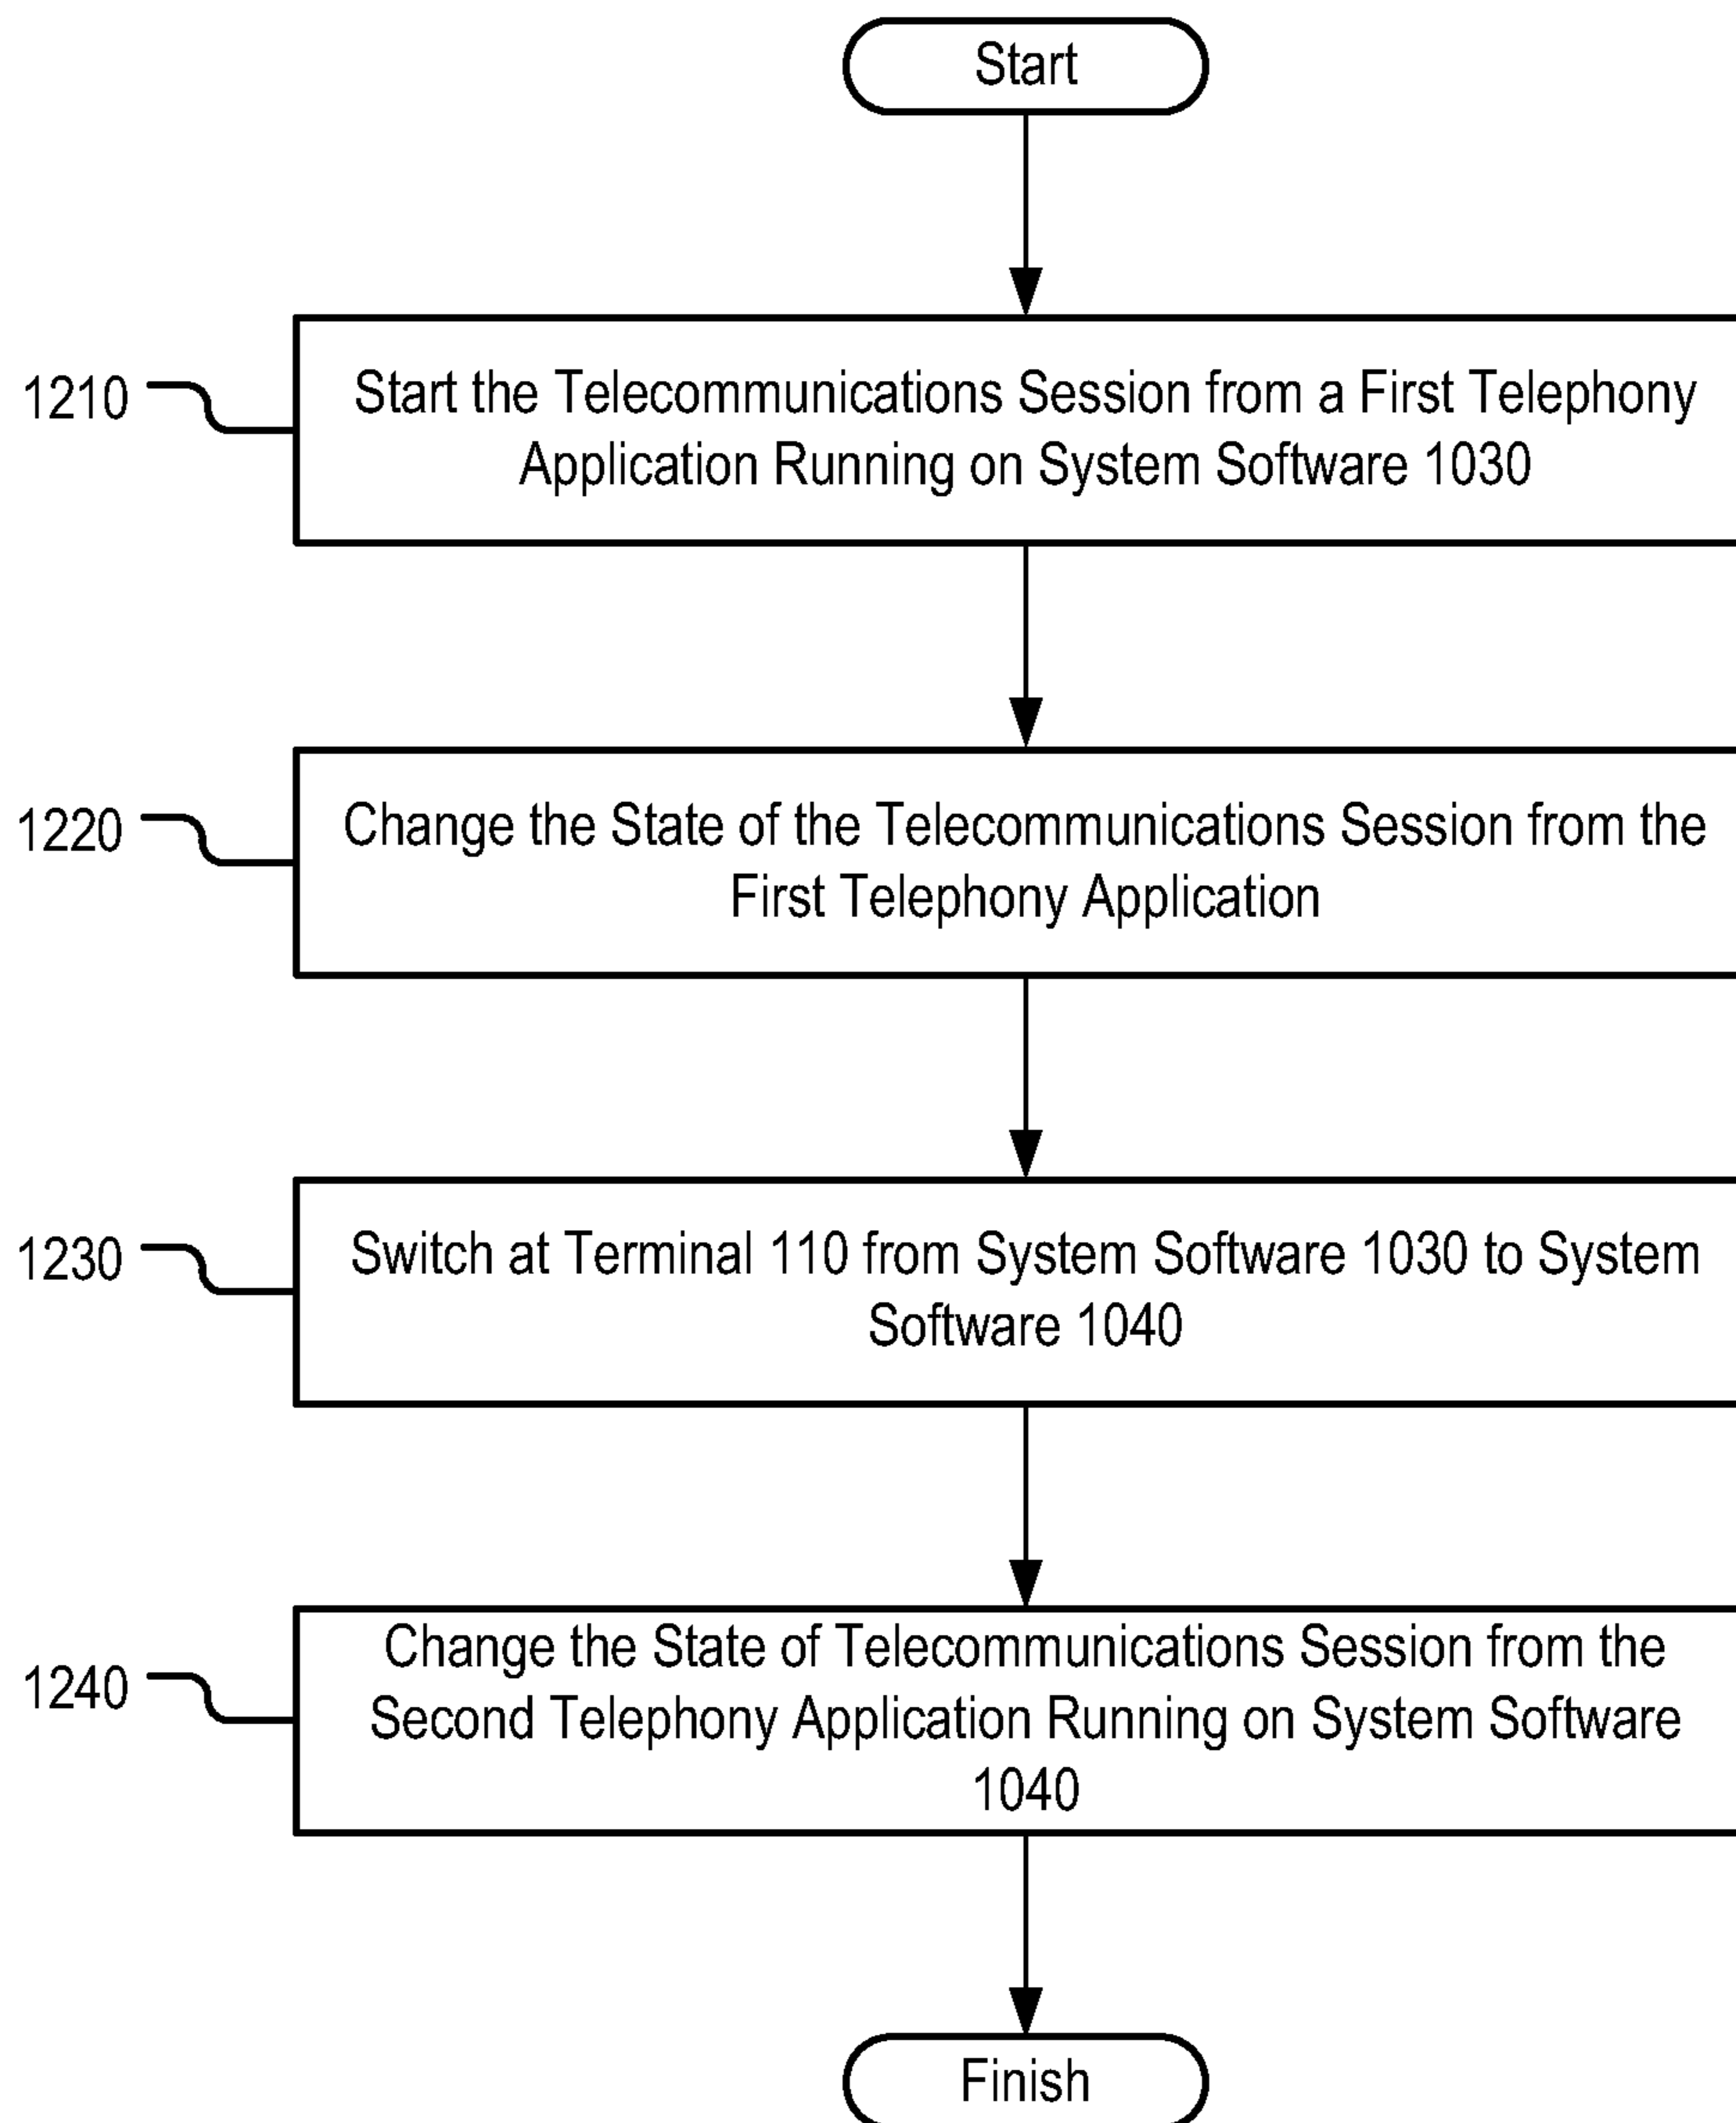 Start
1210
Start the Telecommunications Session from a First Telephony
Application Running on System Software 1030
1220
Change the State of the Telecommunications Session from the
First Telephony Application
1230
Switch at Terminal 110 from System Software 1030 to System
Software 1040
1240
Change the State of Telecommunications Session from the
Second Telephony Application Running on System Software
1040
Finish